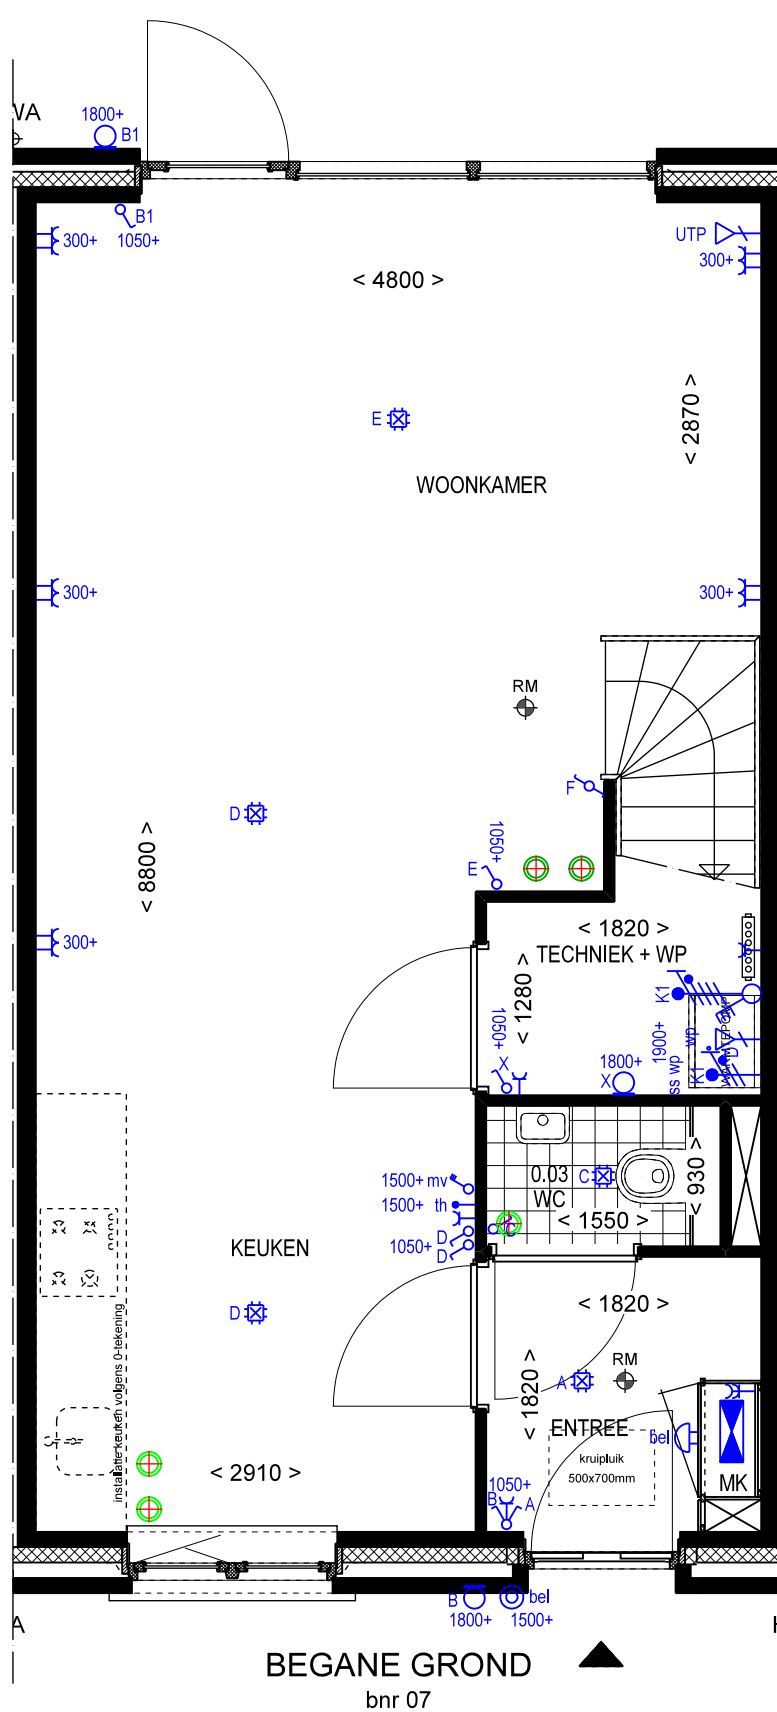 WA
1800+
B1
B1
1050+
300+
UTP
300+
< 4800 >
< 2870 >
E
WOONKAMER
300+
300+
RM
F
D
< 8800 >
1050+
E
300+
< 1820 >
TECHNIEK + WP
< 1280 >
K1
1050+
X
1900+
wp
WARMTEPOMP
D
ss wp
K1
1800+
X
1500+ mv
1500+ th
D
1050+
D
0.03
WC
C
C
< 930 >
< 1550 >
KEUKEN
< 1820 >
D
installatie keuken volgens 0-tekening
RM
A
< 1820 >
ENTREE
bel
kruipluik
500x700mm
MK
< 2910 >
1050+
B
A
B
1800+
bel
1500+
A
BEGANE GROND
bnr 07